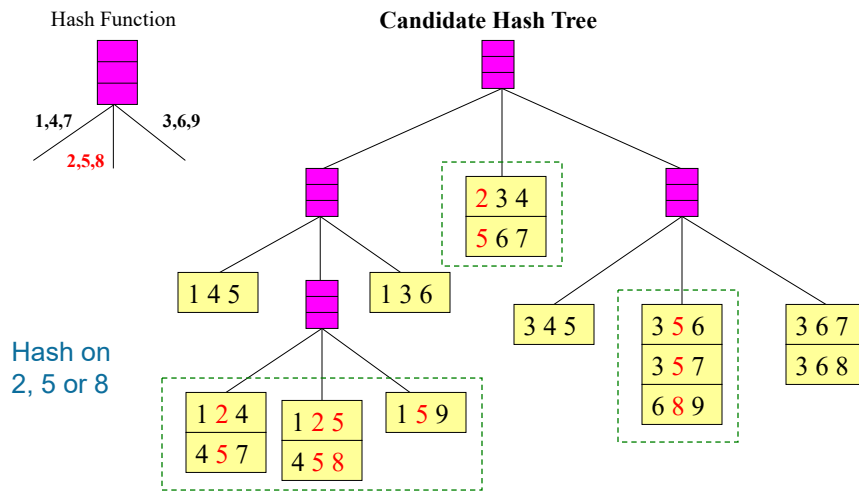 Hash Function
Candidate Hash Tree
1,4,7
3,6,9
2,5,8
2 3 4
5 6 7
1 4 5
1 3 6
3 4 5
3 5 6
3 5 7
6 8 9
3 6 7
3 6 8
Hash on
2, 5 or 8
1 2 4
4 5 7
1 2 5
4 5 8
1 5 9